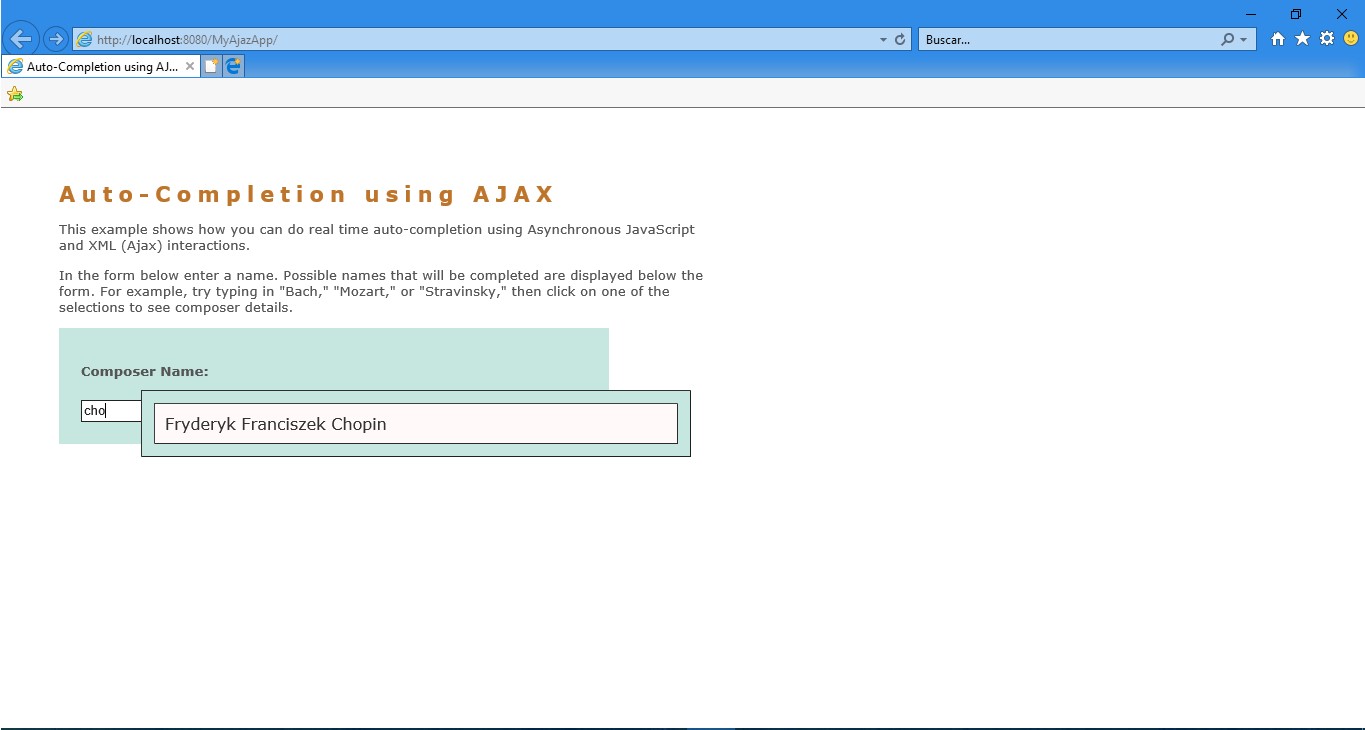 http://localhost:8080/MyAjazApp/
Buscar...
Auto-Completion using AJ...
Auto-Completion using AJAX
This example shows how you can do real time auto-completion using Asynchronous JavaScript
and XML (Ajax) interactions.
In the form below enter a name. Possible names that will be completed are displayed below the
form. For example, try typing in "Bach," "Mozart," or "Stravinsky," then click on one of the
selections to see composer details.
Composer Name:
cho
Fryderyk Franciszek Chopin